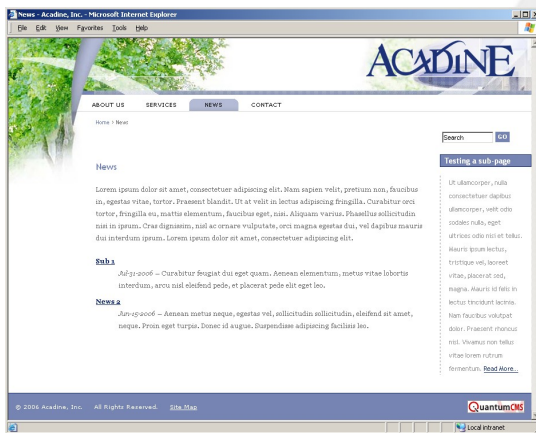 News - Acadine, Inc. - Microsoft Internet Explorer
File Edit View Favorites Tools Help
ACADINE
ABOUT US SERVICES NEWS CONTACT
Home > News
Search GO
News
Lorem ipsum dolor sit amet, consectetuer adipiscing elit. Nam sapien velit, pretium non, faucibus
in, egestas vitae, tortor. Praesent blandit. Ut at velit in lectus adipiscing fringilla. Curabitur orci
tortor, fringilla eu, mattis elementum, faucibus eget, nisi. Aliquam varius. Phasellus sollicitudin
nisi in ipsum. Cras dignissim, nisl ac ornare vulputate, orci magna egestas dui, vel dapibus mauris
dui interdum ipsum. Lorem ipsum dolor sit amet, consectetuer adipiscing elit.
Sub 1
Jul-31-2006 – Curabitur feugiat dui eget quam. Aenean elementum, metus vitae lobortis
interdum, arcu nisl eleifend pede, et placerat pede elit eget leo.
News 2
Jun-15-2006 – Aenean metus neque, egestas vel, sollicitudin sollicitudin, eleifend sit amet,
neque. Proin eget turpis. Donec id augue. Suspendisse adipiscing facilisis leo.
Testing a sub-page
Ut ullamcorper, nulla
consectetuer dapibus
ullamcorper, velit odio
sodales nulla, eget
ultrices odio nisi et tellus.
Mauris ipsum lectus,
tristique vel, laoreet
vitae, placerat sed,
magna. Mauris id felis in
lectus tincidunt lacinia.
Nam faucibus volutpat
dolor. Praesent rhoncus
nisl. Vivamus non tellus
vitae lorem rutrum
fermentum. Read More...
© 2006 Acadine, Inc. All Rights Reserved. Site Map
QuantumCMS
Local intranet